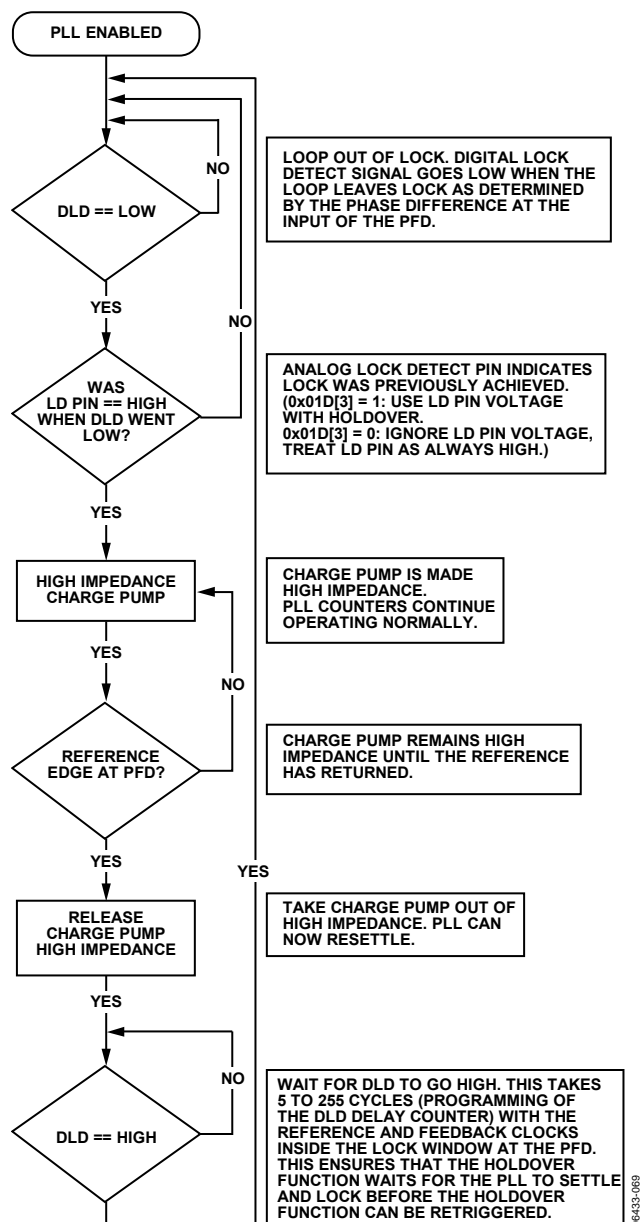 PLL ENABLED
NO
DLD == LOW
LOOP OUT OF LOCK. DIGITAL LOCK
DETECT SIGNAL GOES LOW WHEN THE
LOOP LEAVES LOCK AS DETERMINED
BY THE PHASE DIFFERENCE AT THE
INPUT OF THE PFD.
YES
NO
WAS
LD PIN == HIGH
WHEN DLD WENT
LOW?
ANALOG LOCK DETECT PIN INDICATES
LOCK WAS PREVIOUSLY ACHIEVED.
(0x01D[3] = 1: USE LD PIN VOLTAGE
WITH HOLDOVER.
0x01D[3] = 0: IGNORE LD PIN VOLTAGE,
TREAT LD PIN AS ALWAYS HIGH.)
YES
HIGH IMPEDANCE
CHARGE PUMP
CHARGE PUMP IS MADE
HIGH IMPEDANCE.
PLL COUNTERS CONTINUE
OPERATING NORMALLY.
YES
NO
REFERENCE
EDGE AT PFD?
CHARGE PUMP REMAINS HIGH
IMPEDANCE UNTIL THE REFERENCE
HAS RETURNED.
YES
YES
RELEASE
CHARGE PUMP
HIGH IMPEDANCE
TAKE CHARGE PUMP OUT OF
HIGH IMPEDANCE. PLL CAN
NOW RESETTLE.
YES
NO
DLD == HIGH
WAIT FOR DLD TO GO HIGH. THIS TAKES
5 TO 255 CYCLES (PROGRAMMING OF
THE DLD DELAY COUNTER) WITH THE
REFERENCE AND FEEDBACK CLOCKS
INSIDE THE LOCK WINDOW AT THE PFD.
THIS ENSURES THAT THE HOLDOVER
FUNCTION WAITS FOR THE PLL TO SETTLE
AND LOCK BEFORE THE HOLDOVER
FUNCTION CAN BE RETRIGGERED.
06433-069